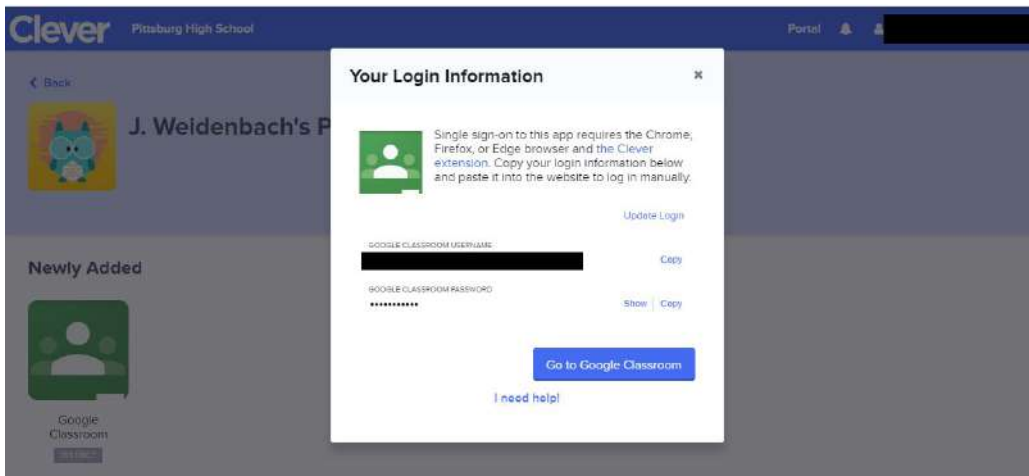 Clever
Pittsburg High School
Portal
Back
J. Weidenbach's P
Your Login Information
×
Single sign-on to this app requires the Chrome,
Firefox, or Edge browser and the Clever
extension. Copy your login information below
and paste it into the website to log in manually.
Update Login
GOOGLE CLASSROOM USERNAME
Copy
GOOGLE CLASSROOM PASSWORD
•••••••••••
Show Copy
Go to Google Classroom
I need help!
Newly Added
Google
Classroom
DISTRICT